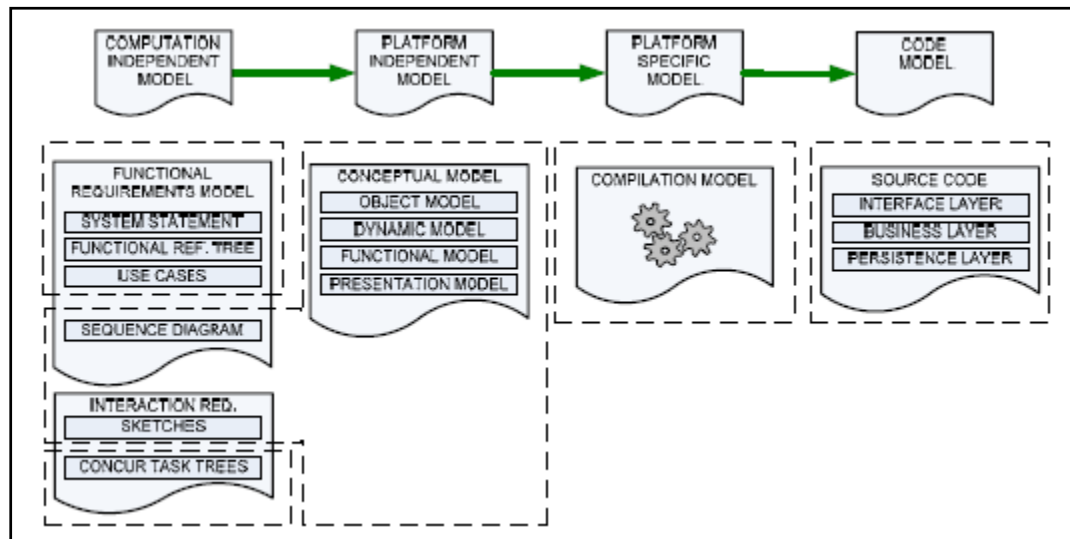 COMPUTATION
INDEPENDENT
MODEL
PLATFORM
INDEPENDENT
MODEL
PLATFORM
SPECIFIC
MODEL
CODE
MODEL
FUNCTIONAL
REQUIREMENTS MODEL
SYSTEM STATEMENT
FUNCTIONAL REF. TREE
USE CASES
SEQUENCE DIAGRAM
INTERACTION REQ.
SKETCHES
CONCUR TASK TREES
CONCEPTUAL MODEL
OBJECT MODEL
DYNAMIC MODEL
FUNCTIONAL MODEL
PRESENTATION MODEL
COMPILATION MODEL
SOURCE CODE
INTERFACE LAYER
BUSINESS LAYER
PERSISTENCE LAYER